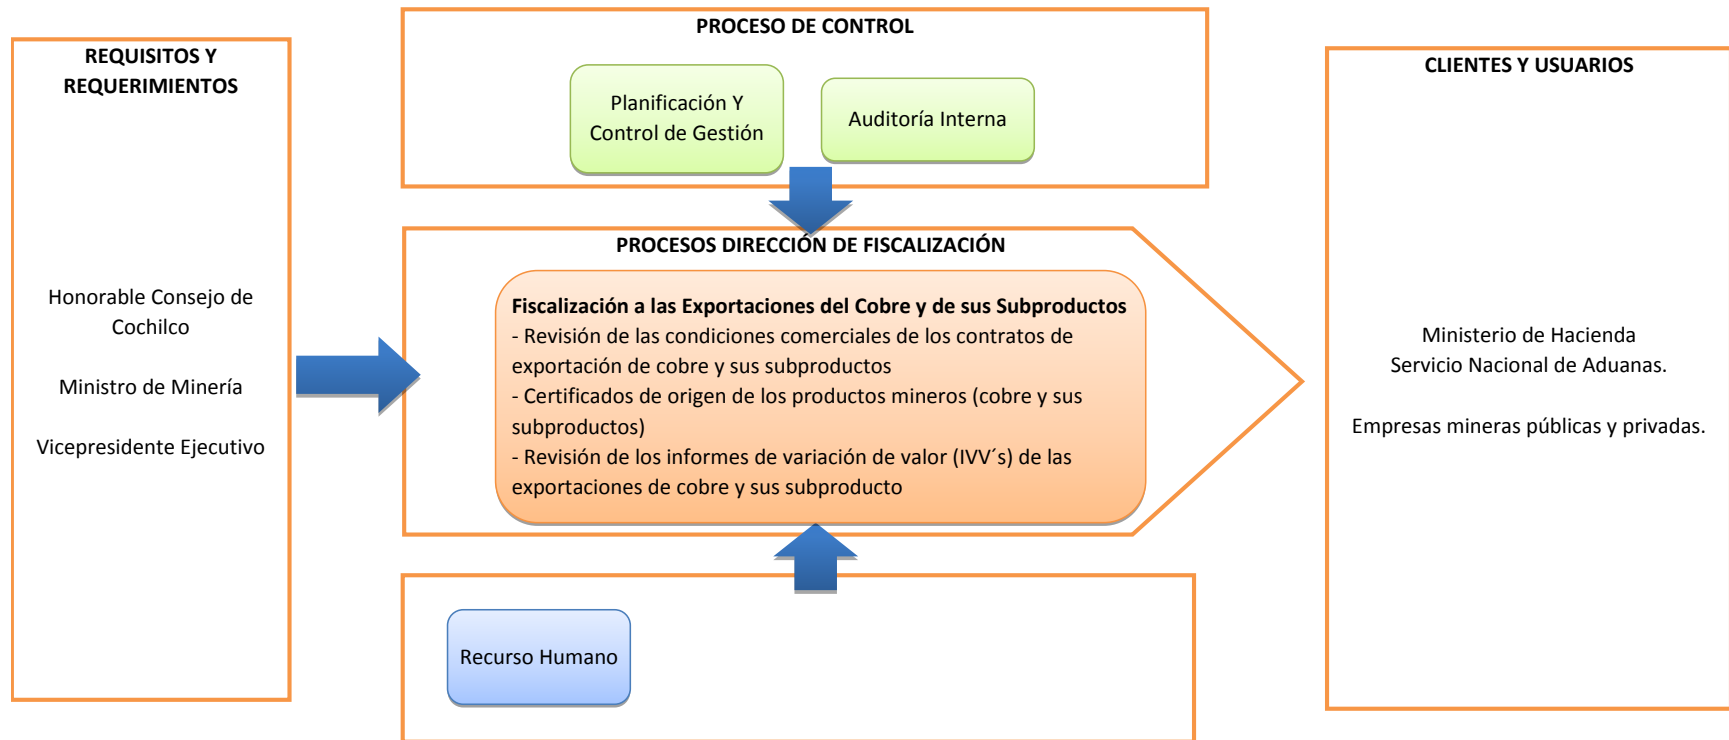 REQUISITOS Y
REQUERIMIENTOS
Honorable Consejo de
Cochilco
Ministro de Minería
Vicepresidente Ejecutivo
PROCESO DE CONTROL
Planificación Y
Control de Gestión
Auditoría Interna
PROCESOS DIRECCIÓN DE FISCALIZACIÓN
Fiscalización a las Exportaciones del Cobre y de sus Subproductos
- Revisión de las condiciones comerciales de los contratos de
exportación de cobre y sus subproductos
- Certificados de origen de los productos mineros (cobre y sus
subproductos)
- Revisión de los informes de variación de valor (IVV´s) de las
exportaciones de cobre y sus subproducto
Recurso Humano
CLIENTES Y USUARIOS
Ministerio de Hacienda
Servicio Nacional de Aduanas.
Empresas mineras públicas y privadas.